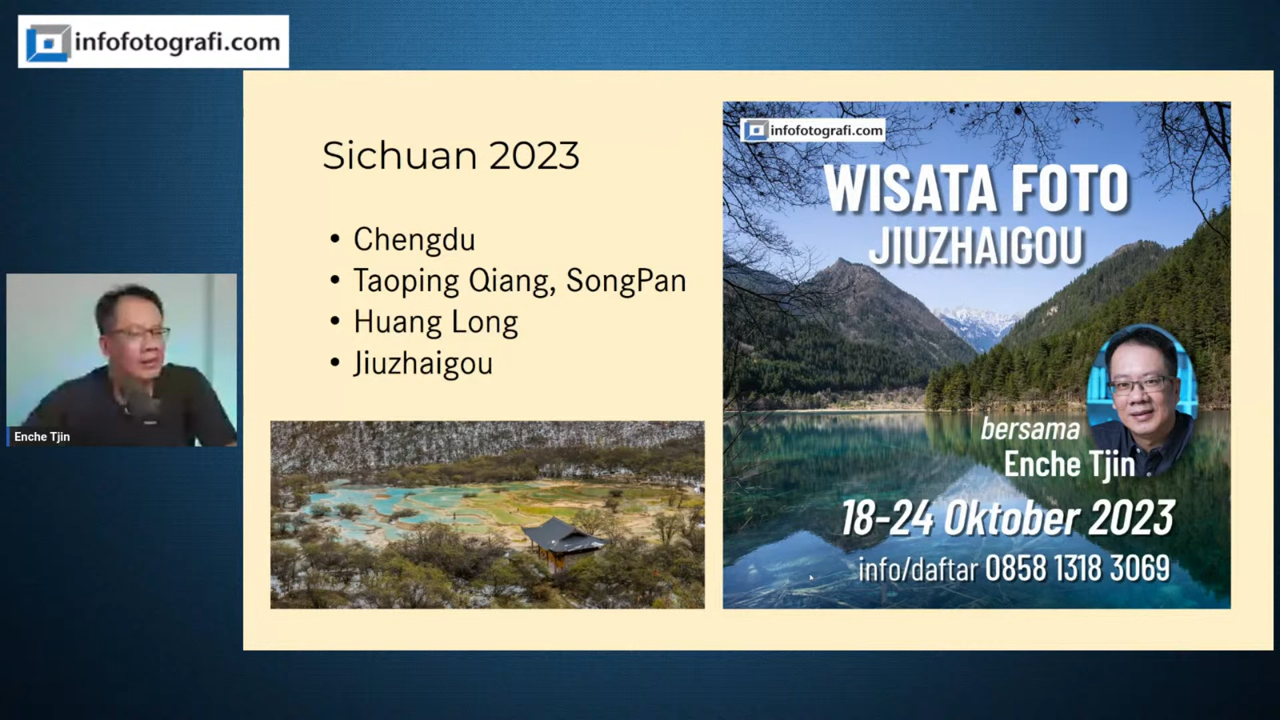 infofotografi.com
Sichuan 2023
• Chengdu
• Taoping Qiang, SongPan
• Huang Long
• Jiuzhaigou
infofotografi.com
WISATA FOTO
JIUZHAIGOU
bersama
Enche Tjin
18-24 Oktober 2023
info/daftar 0858 1318 3069
Enche Tjin